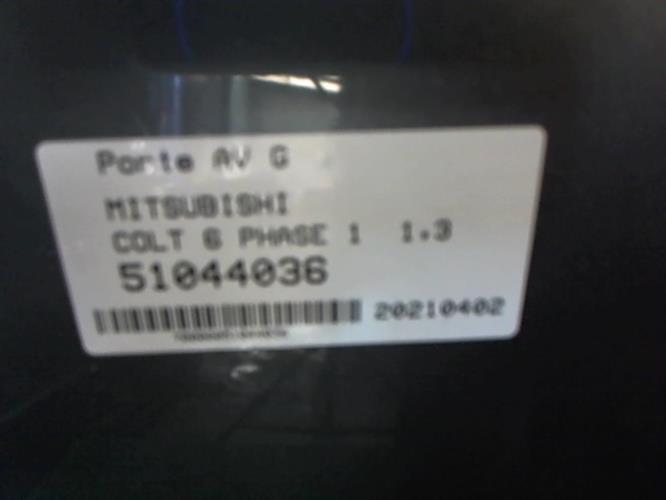 Porte AV G
MITSUBISHI
COLT 6 PHASE 1 1.3
51044036
20210402